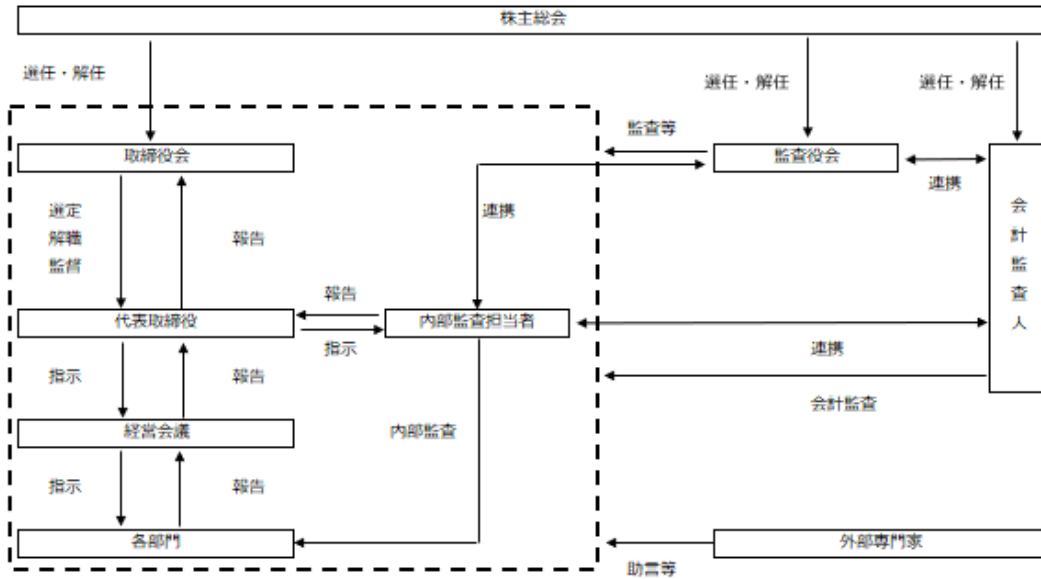 株主総会
選任・解任
選任・解任
選任・解任
監査等
取締役会
監査役会
連携
会計監査人
選定
解職
監督
報告
連携
報告
代表取締役
内部監査担当者
指示
連携
指示
報告
会計監査
経営会議
内部監査
指示
報告
各部門
外部専門家
助言等